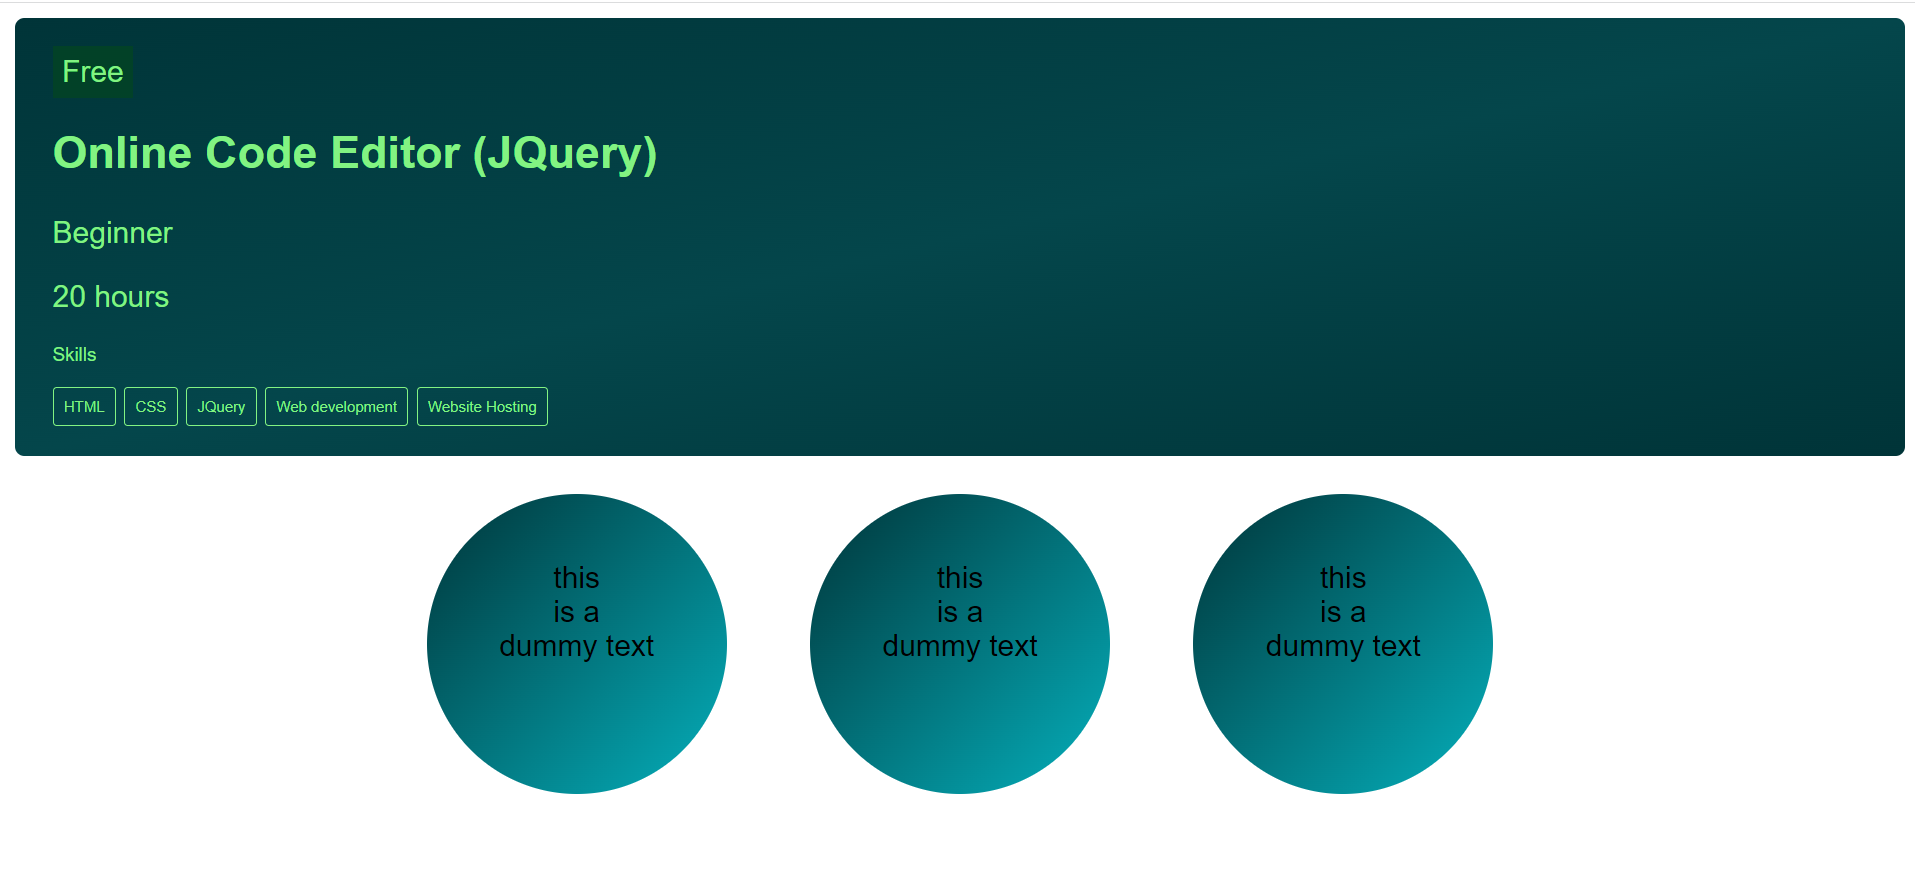 Free
Online Code Editor (JQuery)
Beginner
20 hours
Skills
HTML CSS JQuery Web development Website Hosting
this
is a
dummy text
this
is a
dummy text
this
is a
dummy text